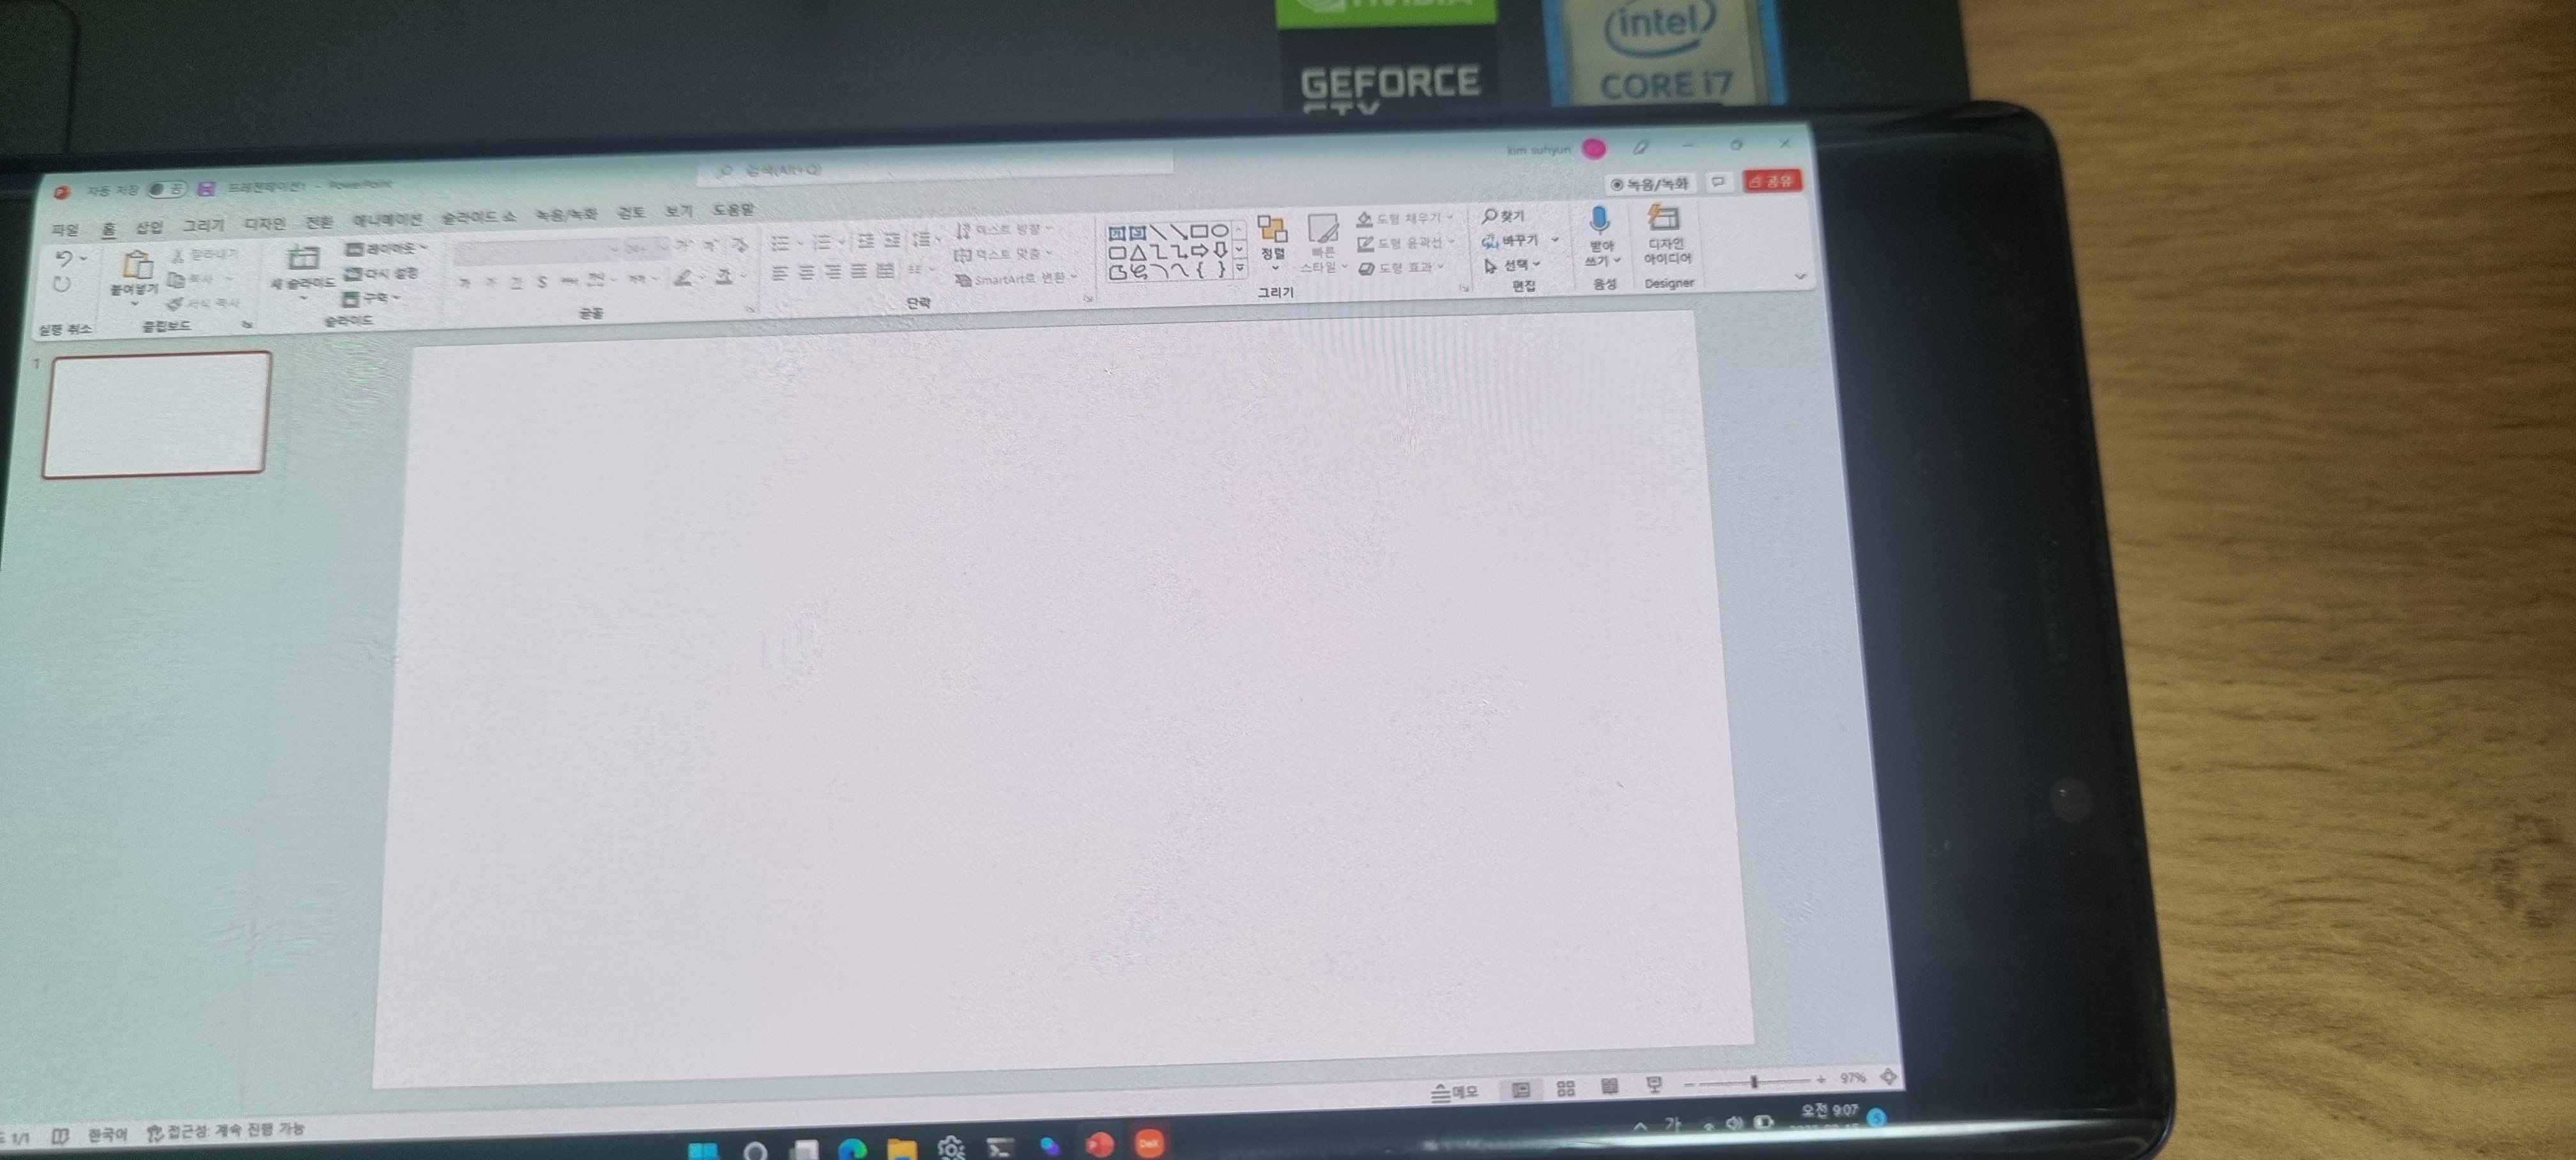 intel
CORE i7
GEFORCE
GTX
kim suhyun
자동 저장
프레젠테이션1 - PowerPoint
검색(Alt+Q)
녹음/녹화
공유
파일 홈 삽입 그리기 디자인 전환 애니메이션 슬라이드 쇼 녹음/녹화 검토 보기 도움말
붙여넣기
잘라내기
복사
서식 복사
새 슬라이드
레이아웃
다시 설정
구역
텍스트 방향
텍스트 맞춤
SmartArt로 변환
정렬
빠른
스타일
도형 채우기
도형 윤곽선
도형 효과
찾기
바꾸기
선택
받아
쓰기
디자인
아이디어
실행 취소
클립보드
슬라이드
글꼴
단락
그리기
편집
음성
Designer
1
메모
97%
1/1 한국어 접근성: 계속 진행 가능
DeX
가
오전 9:07
5